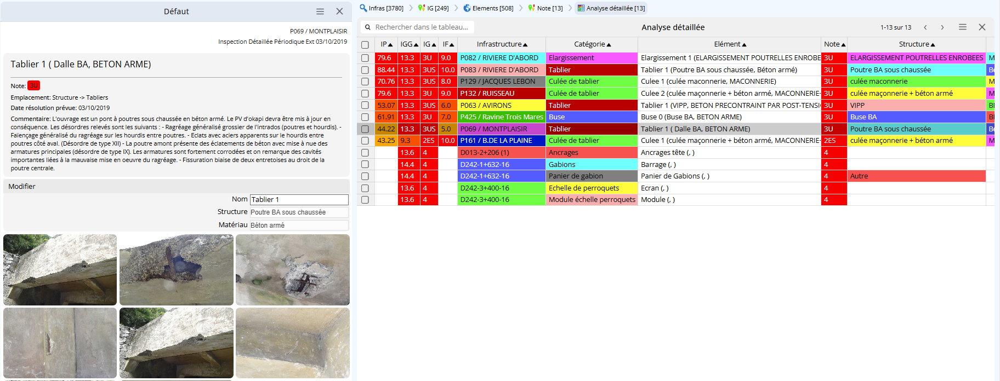 Défaut
P069 / MONTPLAISIR
Inspection Détaillée Périodique Ext 03/10/2019
Tablier 1 ( Dalle BA, BETON ARME)
Note: 3U
Emplacement: Structure -> Tabliers
Date résolution prévue: 03/10/2019
Commentaire: L'ouvrage est un pont à poutres sous chaussée en béton armé. Le PV d'okapi devra être mis à jour en
conséquence. Les désordres relevés sont les suivants : - Ragréage généralisé grossier de l'intrados (poutres et hourdis). -
Faïençage généralisé du ragréage sur les hourdis entre poutres. - Eclats avec aciers apparents sur le hourdis entre
poutres côté aval. (Désordre de type XII) - La poutre amont présente des éclatements de béton avec mise à nue des
armatures principales (désordre de type IX). Les armatures sont fortement corrodées et on remarque des cavités
importantes liées à la mauvaise mise en oeuvre du ragréage. - Fissuration biaise de deux entretoises au droit de la
poutre centrale.
Modifier
Nom Tablier 1
Structure Poutre BA sous chaussée
Matériau Béton armé
Infras [3780] IG [249] Elements [508] Note [13] Analyse détaillée [13]
Rechercher dans le tableau... Analyse détaillée 1-13 sur 13
IP▲ IGG▲ IG▲ IF▲ Infrastructure▲ Catégorie▲ Elément▲ Note▲ Structure▲
79.6 13.3 3U 9.0 P082 / RIVIERE D'ABORD Elargissement Elargissement 1 (ELARGISSEMENT POUTRELLES ENROBE 3U ELARGISSEMENT POUTRELLES ENROBEES M
88.44 13.3 3US 10.0 P083 / RIVIERE D'ABORD Tablier Tablier 1 (Poutre BA sous chaussée, Béton armé) 3U Poutre BA sous chaussée Bé
70.76 13.3 3US 8.0 P129 / JACQUES LEBON Culée de tablier Culee 1 (culée maconnerie, MACONNERIE) 3U culée maconnerie M
79.6 13.3 3U 9.0 P132 / RUISSEAU Culée de tablier Culee 2 (culée maçonnerie + béton armé, MACONNERIE- 3U culée maçonnerie + béton armé M
53.07 13.3 3US 6.0 P063 / AVIRONS Tablier Tablier 1 (VIPP, BETON PRECONTRAINT PAR POST-TENSI 3U VIPP BE
61.91 13.3 3U 7.0 P425 / Ravine Trois Mares Buse Buse 0 (Buse BA, BETON ARME) 3U Buse BA BE
44.22 13.3 3US 5.0 P069 / MONTPLAISIR Tablier Tablier 1 ( Dalle BA, BETON ARME) 3U Poutre BA sous chaussée Bé
43.25 9.3 2ES 10.0 P161 / B.DE LA PLAINE Culée de tablier Culee 1 (culée maçonnerie + béton armé, MACONNERIE- 2ES culée maçonnerie + béton armé M
13.6 4 D013-2+206 (1) Ancrages Ancrages tête (, ) 4
14.4 4 D242-1+632-16 Gabions Barrage (, ) 4
14.4 4 D242-1+632-16 Panier de gabion Panier de Gabions (, ) 4 Autre
13.6 4 D242-3+400-16 Echelle de perroquets Ecran (, ) 4
13.6 4 D242-3+400-16 Module échelle perroquets Module (, ) 4